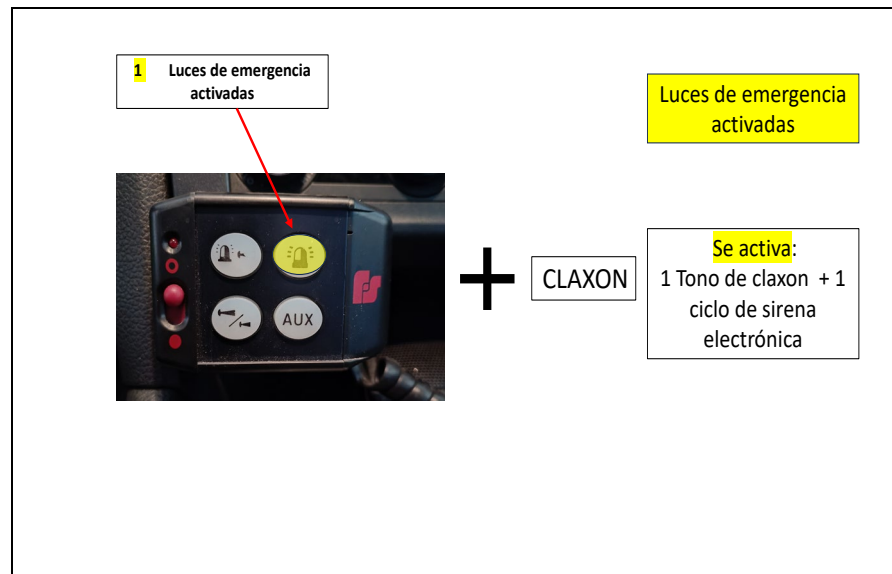 1 Luces de emergencia
activadas
Luces de emergencia
activadas
AUX
CLAXON
Se activa:
1 Tono de claxon + 1
ciclo de sirena
electrónica